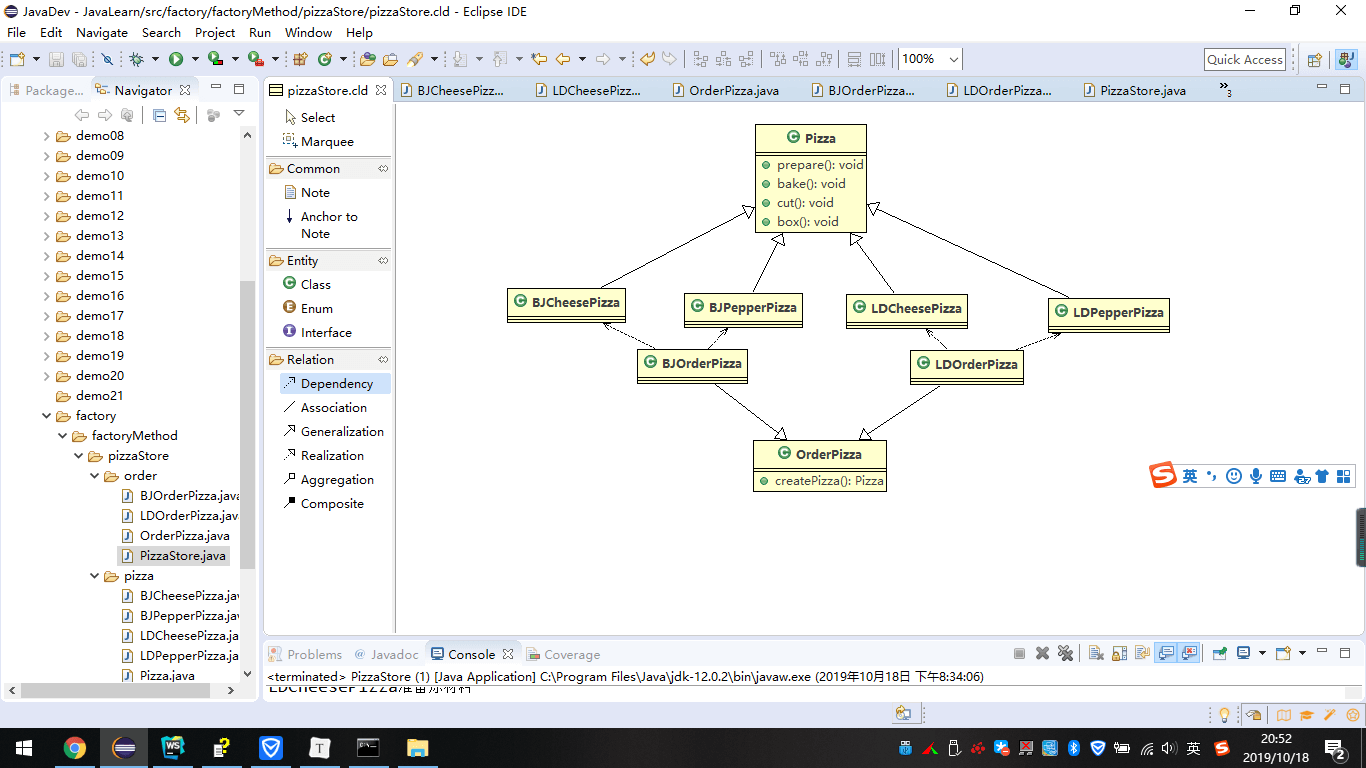 JavaDev - JavaLearn/src/factory/factoryMethod/pizzaStore/pizzaStore.cld - Eclipse IDE
File Edit Navigate Search Project Run Window Help
100%
Quick Access
Package...
Navigator
demo08
demo09
demo10
demo11
demo12
demo13
demo14
demo15
demo16
demo17
demo18
demo19
demo20
demo21
factory
factoryMethod
pizzaStore
order
BJOrderPizza.java
LDOrderPizza.java
OrderPizza.java
PizzaStore.java
pizza
BJCheesePizza.jav
BJPepperPizza.jav
LDCheesePizza.ja
LDPepperPizza.ja
Pizza.java
pizzaStore.cld
BJCheesePizz...
LDCheesePizz...
OrderPizza.java
BJOrderPizza...
LDOrderPizza...
PizzaStore.java
»3
Select
Marquee
Common
Note
Anchor to
Note
Entity
Class
Enum
Interface
Relation
Dependency
Association
Generalization
Realization
Aggregation
Composite
Pizza
prepare(): void
bake(): void
cut(): void
box(): void
BJCheesePizza
BJPepperPizza
LDCheesePizza
LDPepperPizza
BJOrderPizza
LDOrderPizza
OrderPizza
createPizza(): Pizza
英
Problems
Javadoc
Console
Coverage
<terminated> PizzaStore (1) [Java Application] C:\Program Files\Java\jdk-12.0.2\bin\javaw.exe (2019年10月18日 下午8:34:06)
LDCheesePizza准备原材料
英
20:52
2019/10/18
2